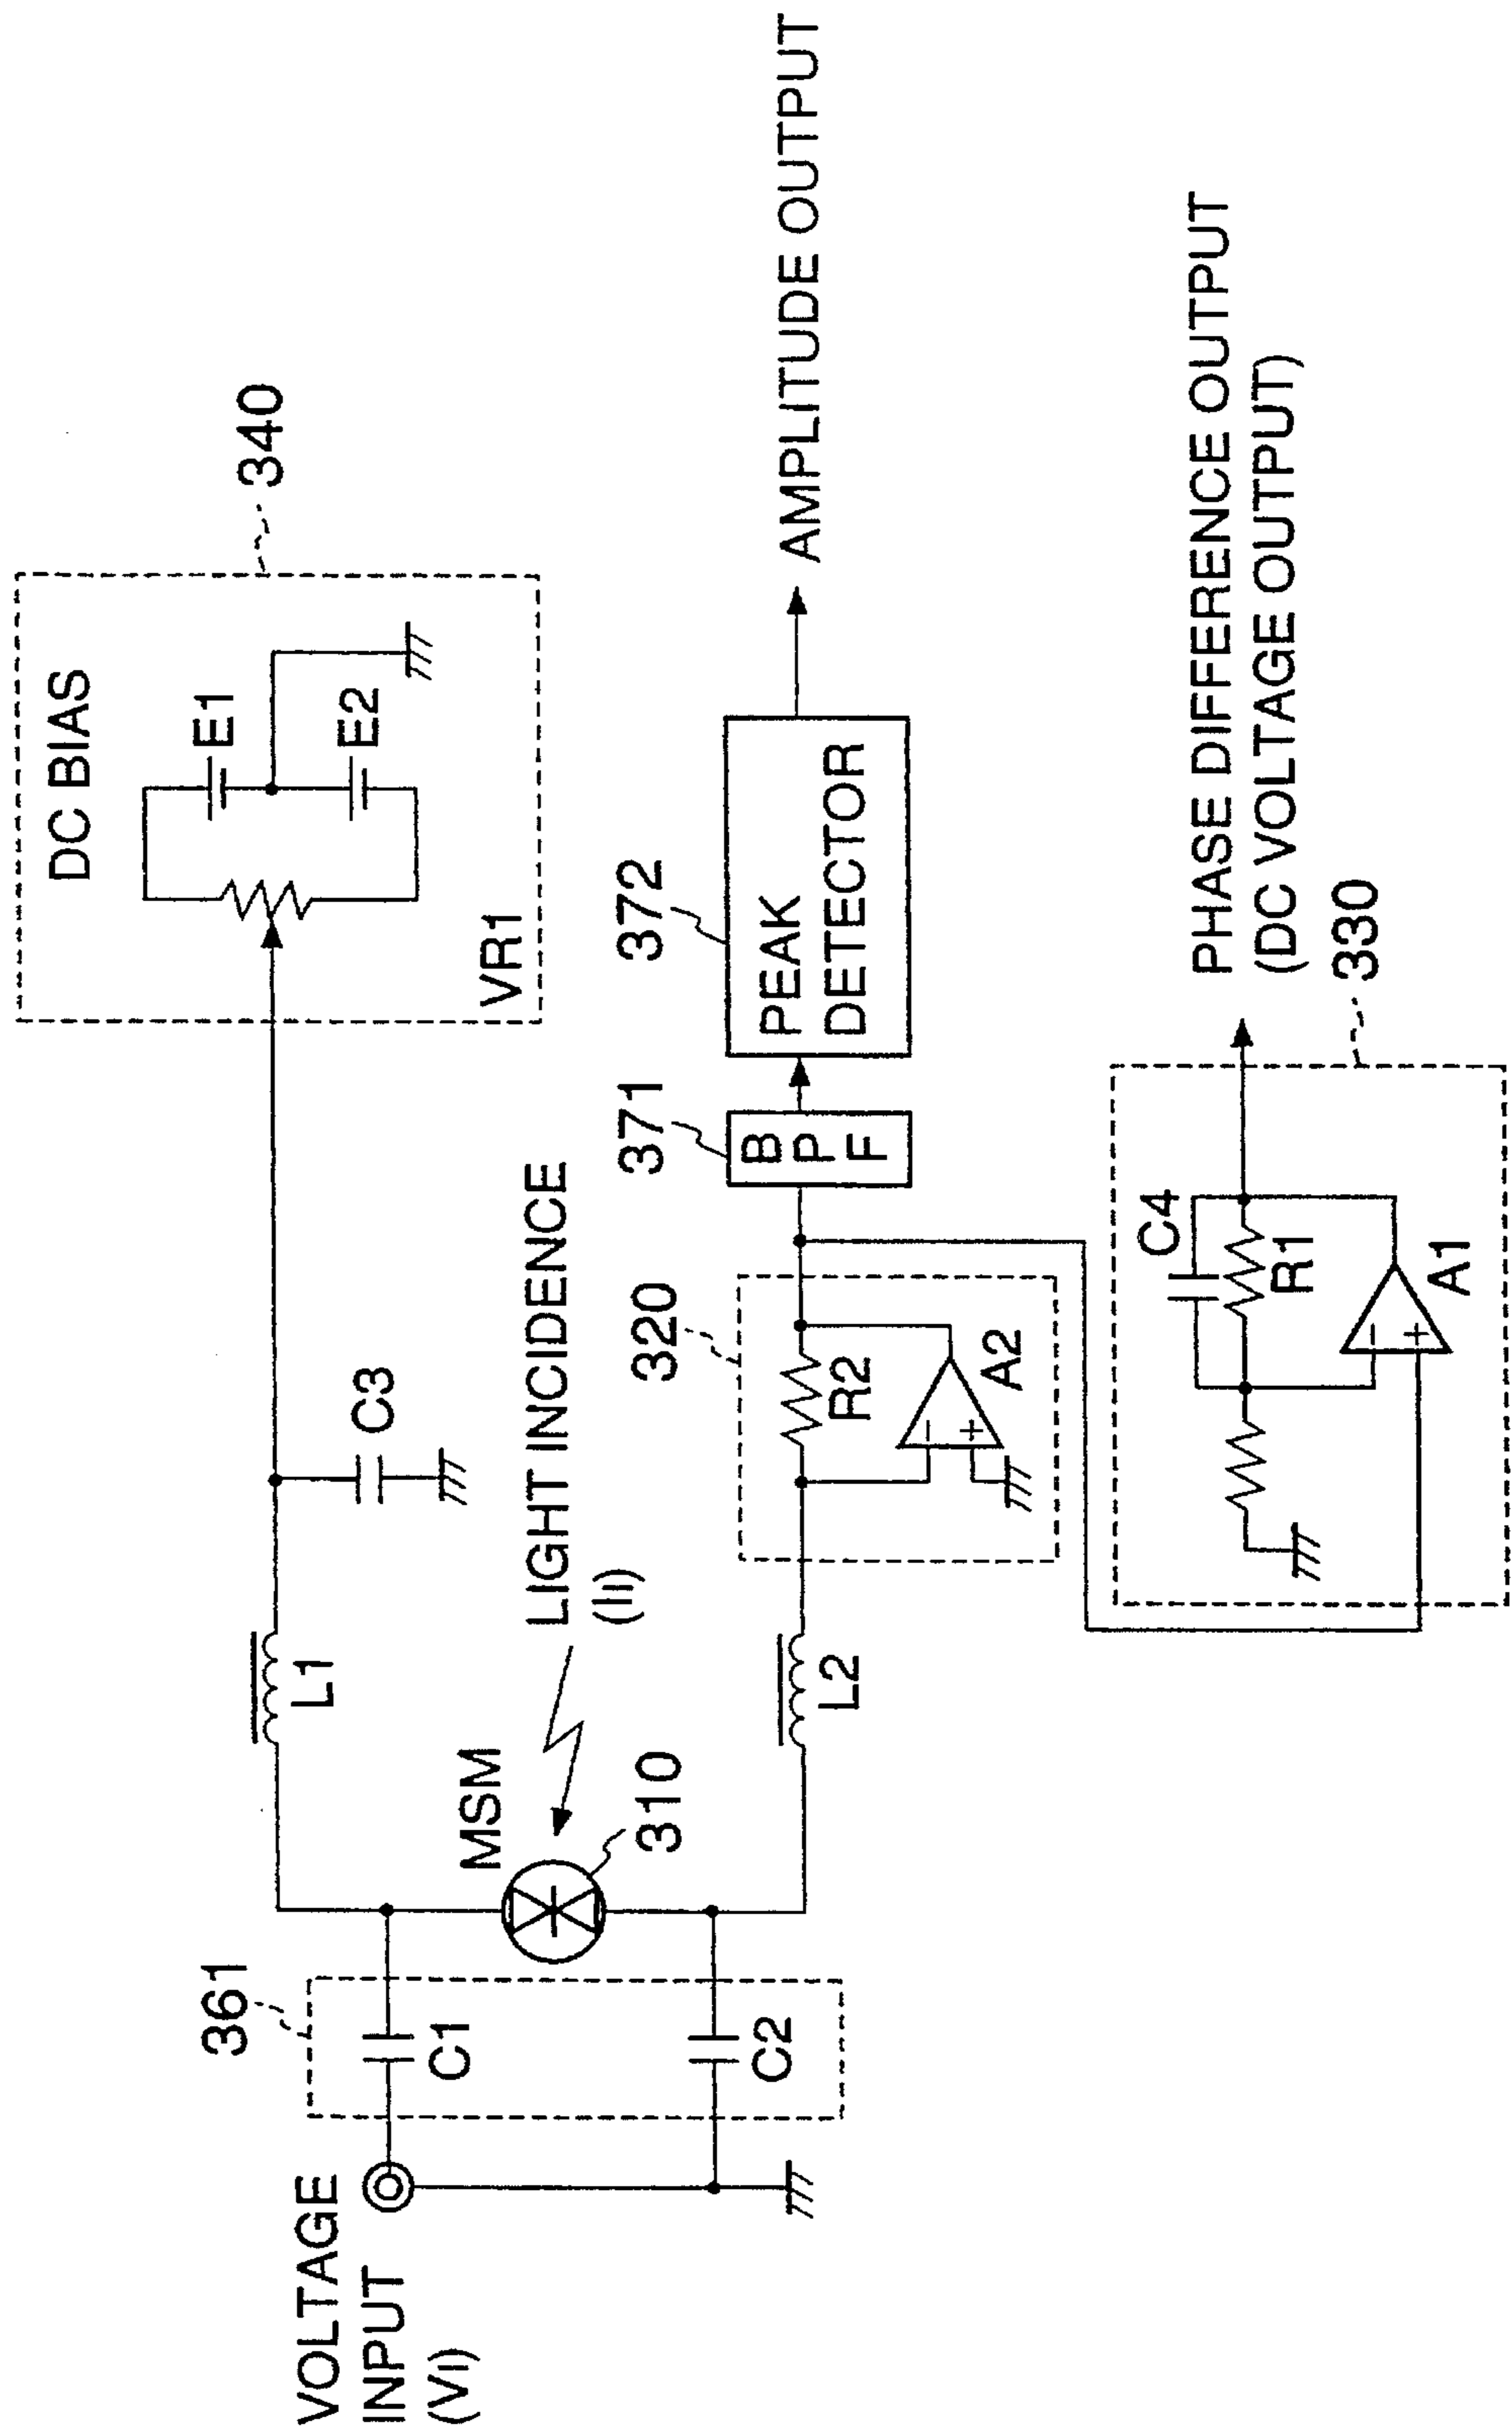 VOLTAGE
INPUT
(VI)
361
C1
C2
MSM
310
L1
L2
LIGHT INCIDENCE
(II)
C3
DC BIAS
E1
E2
VR1
340
320
R2
A2
−
+
371
B
P
F
372
PEAK
DETECTOR
AMPLITUDE OUTPUT
C4
R1
A1
−
+
330
PHASE DIFFERENCE OUTPUT
(DC VOLTAGE OUTPUT)